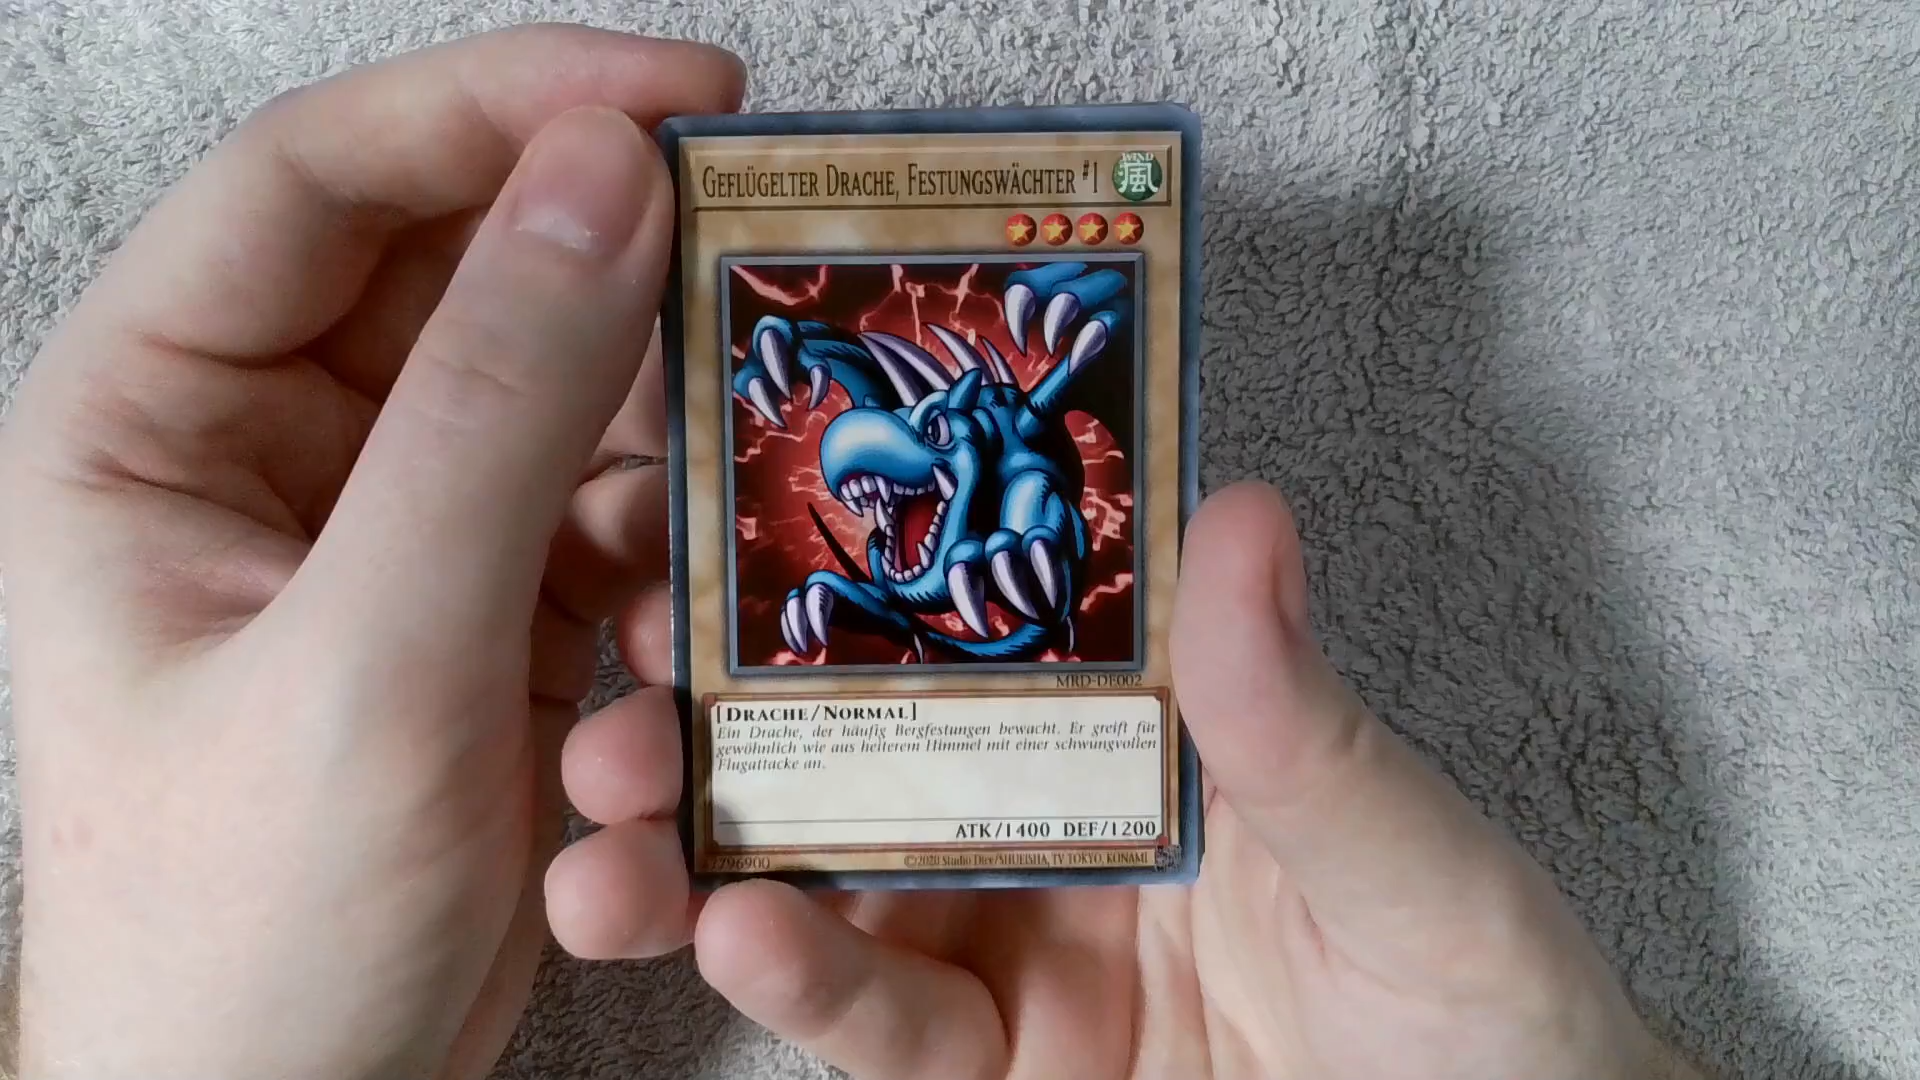 GEFLÜGELTER DRACHE, FESTUNGSWÄCHTER #1
WIND
風
MRD-DE002
[DRACHE/NORMAL]
Ein Drache, der häufig Bergfestungen bewacht. Er greift für
gewöhnlich wie aus heiterem Himmel mit einer schwungvollen
Flugattacke an.
ATK/1400 DEF/1200
©2020 Studio Dice/SHUEISHA, TV TOKYO, KONAMI